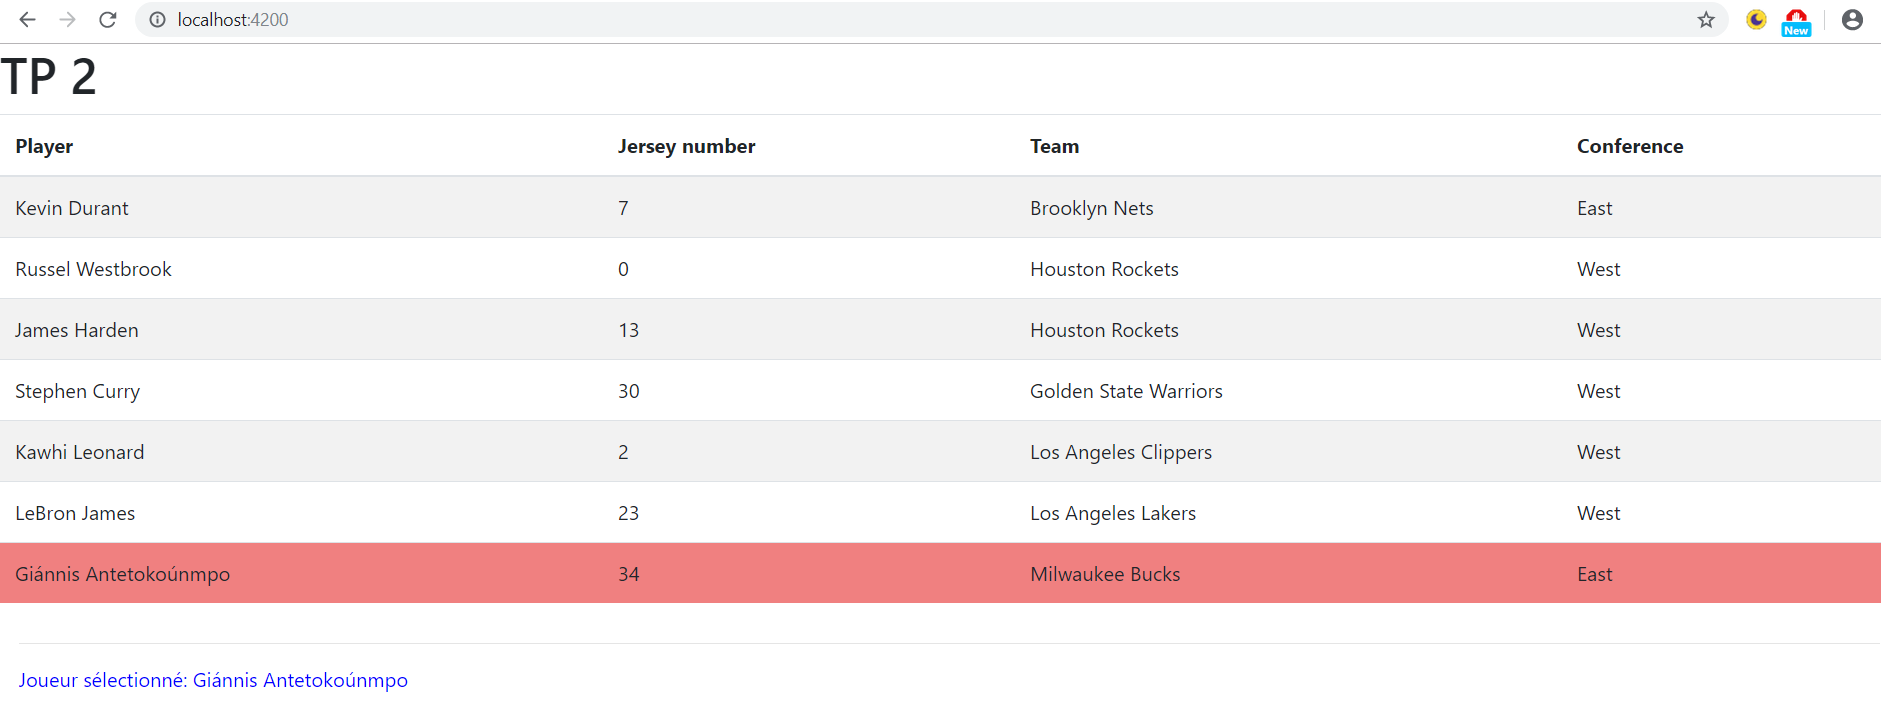 localhost:4200
New
TP 2
Player Jersey number Team Conference
Kevin Durant 7 Brooklyn Nets East
Russel Westbrook 0 Houston Rockets West
James Harden 13 Houston Rockets West
Stephen Curry 30 Golden State Warriors West
Kawhi Leonard 2 Los Angeles Clippers West
LeBron James 23 Los Angeles Lakers West
Giánnis Antetokoúnmpo 34 Milwaukee Bucks East
Joueur sélectionné: Giánnis Antetokoúnmpo